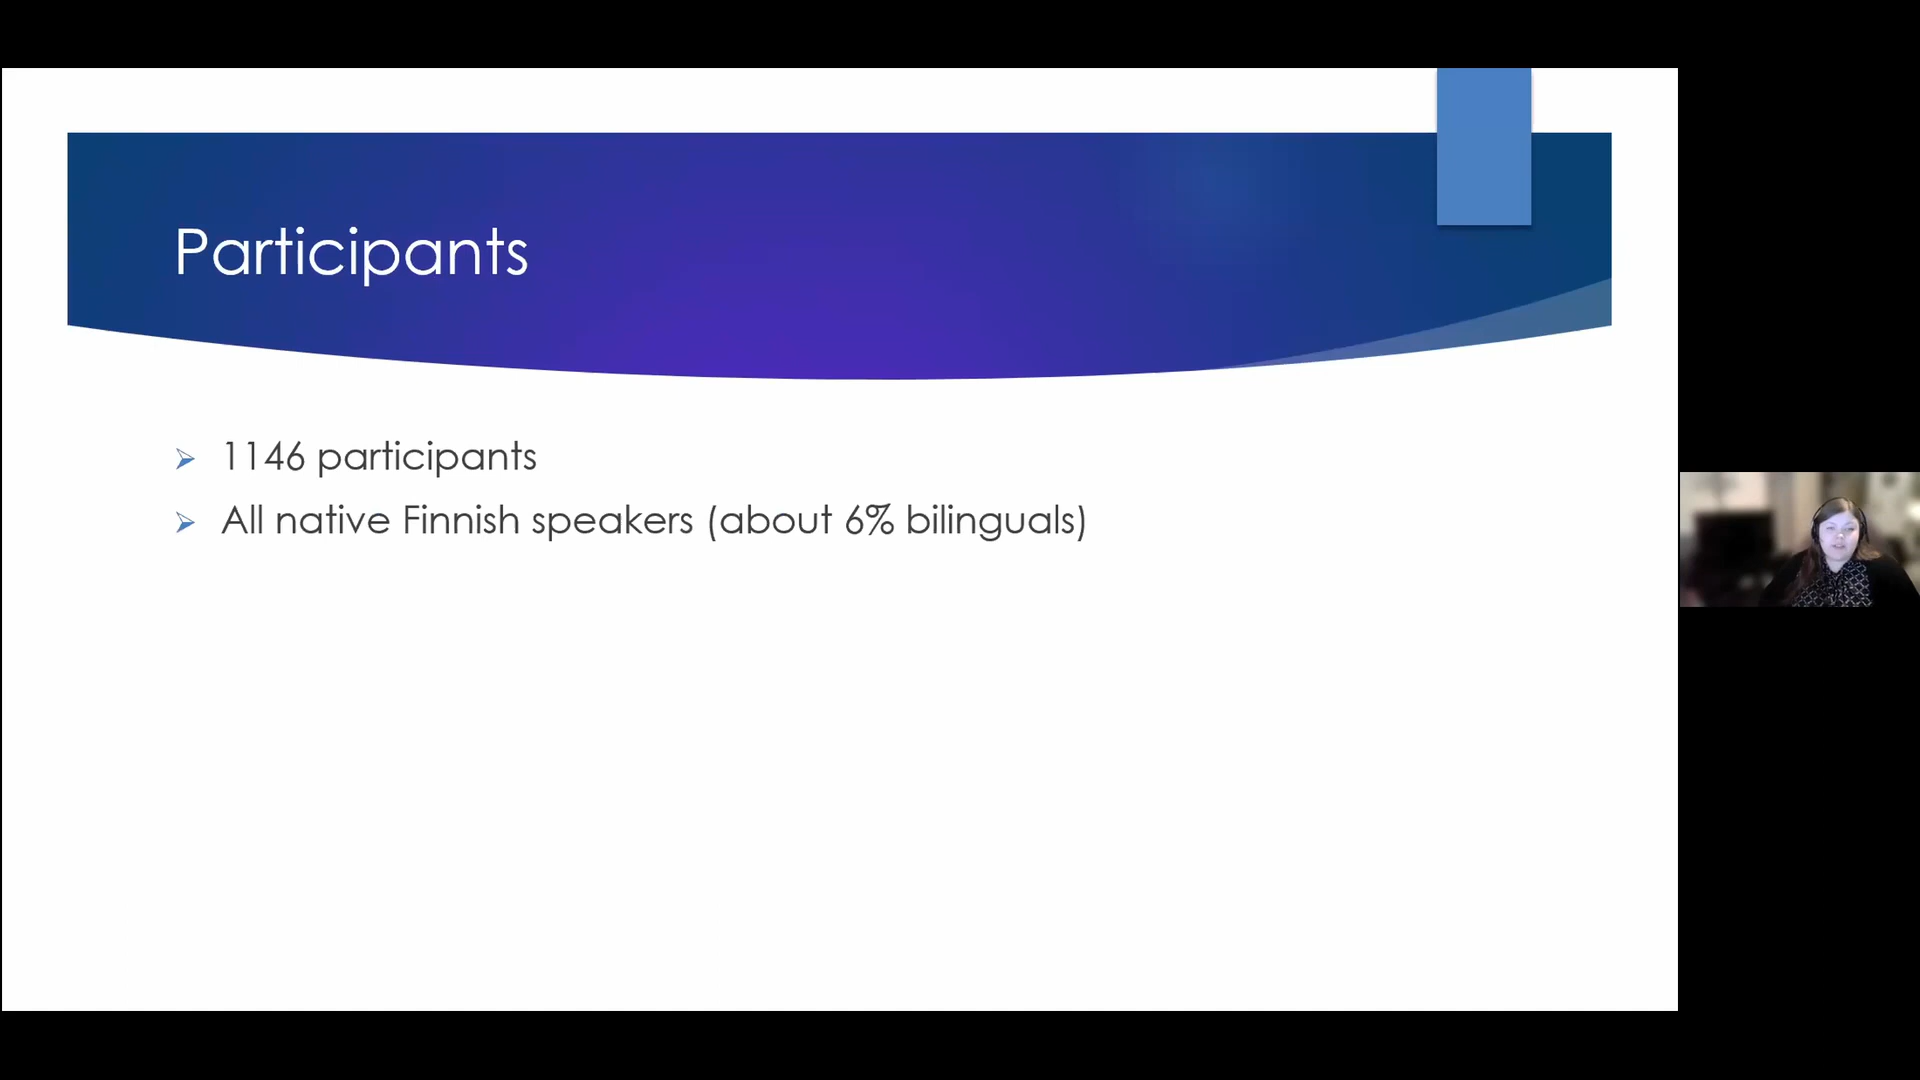 Participants
1146 participants
All native Finnish speakers (about 6% bilinguals)